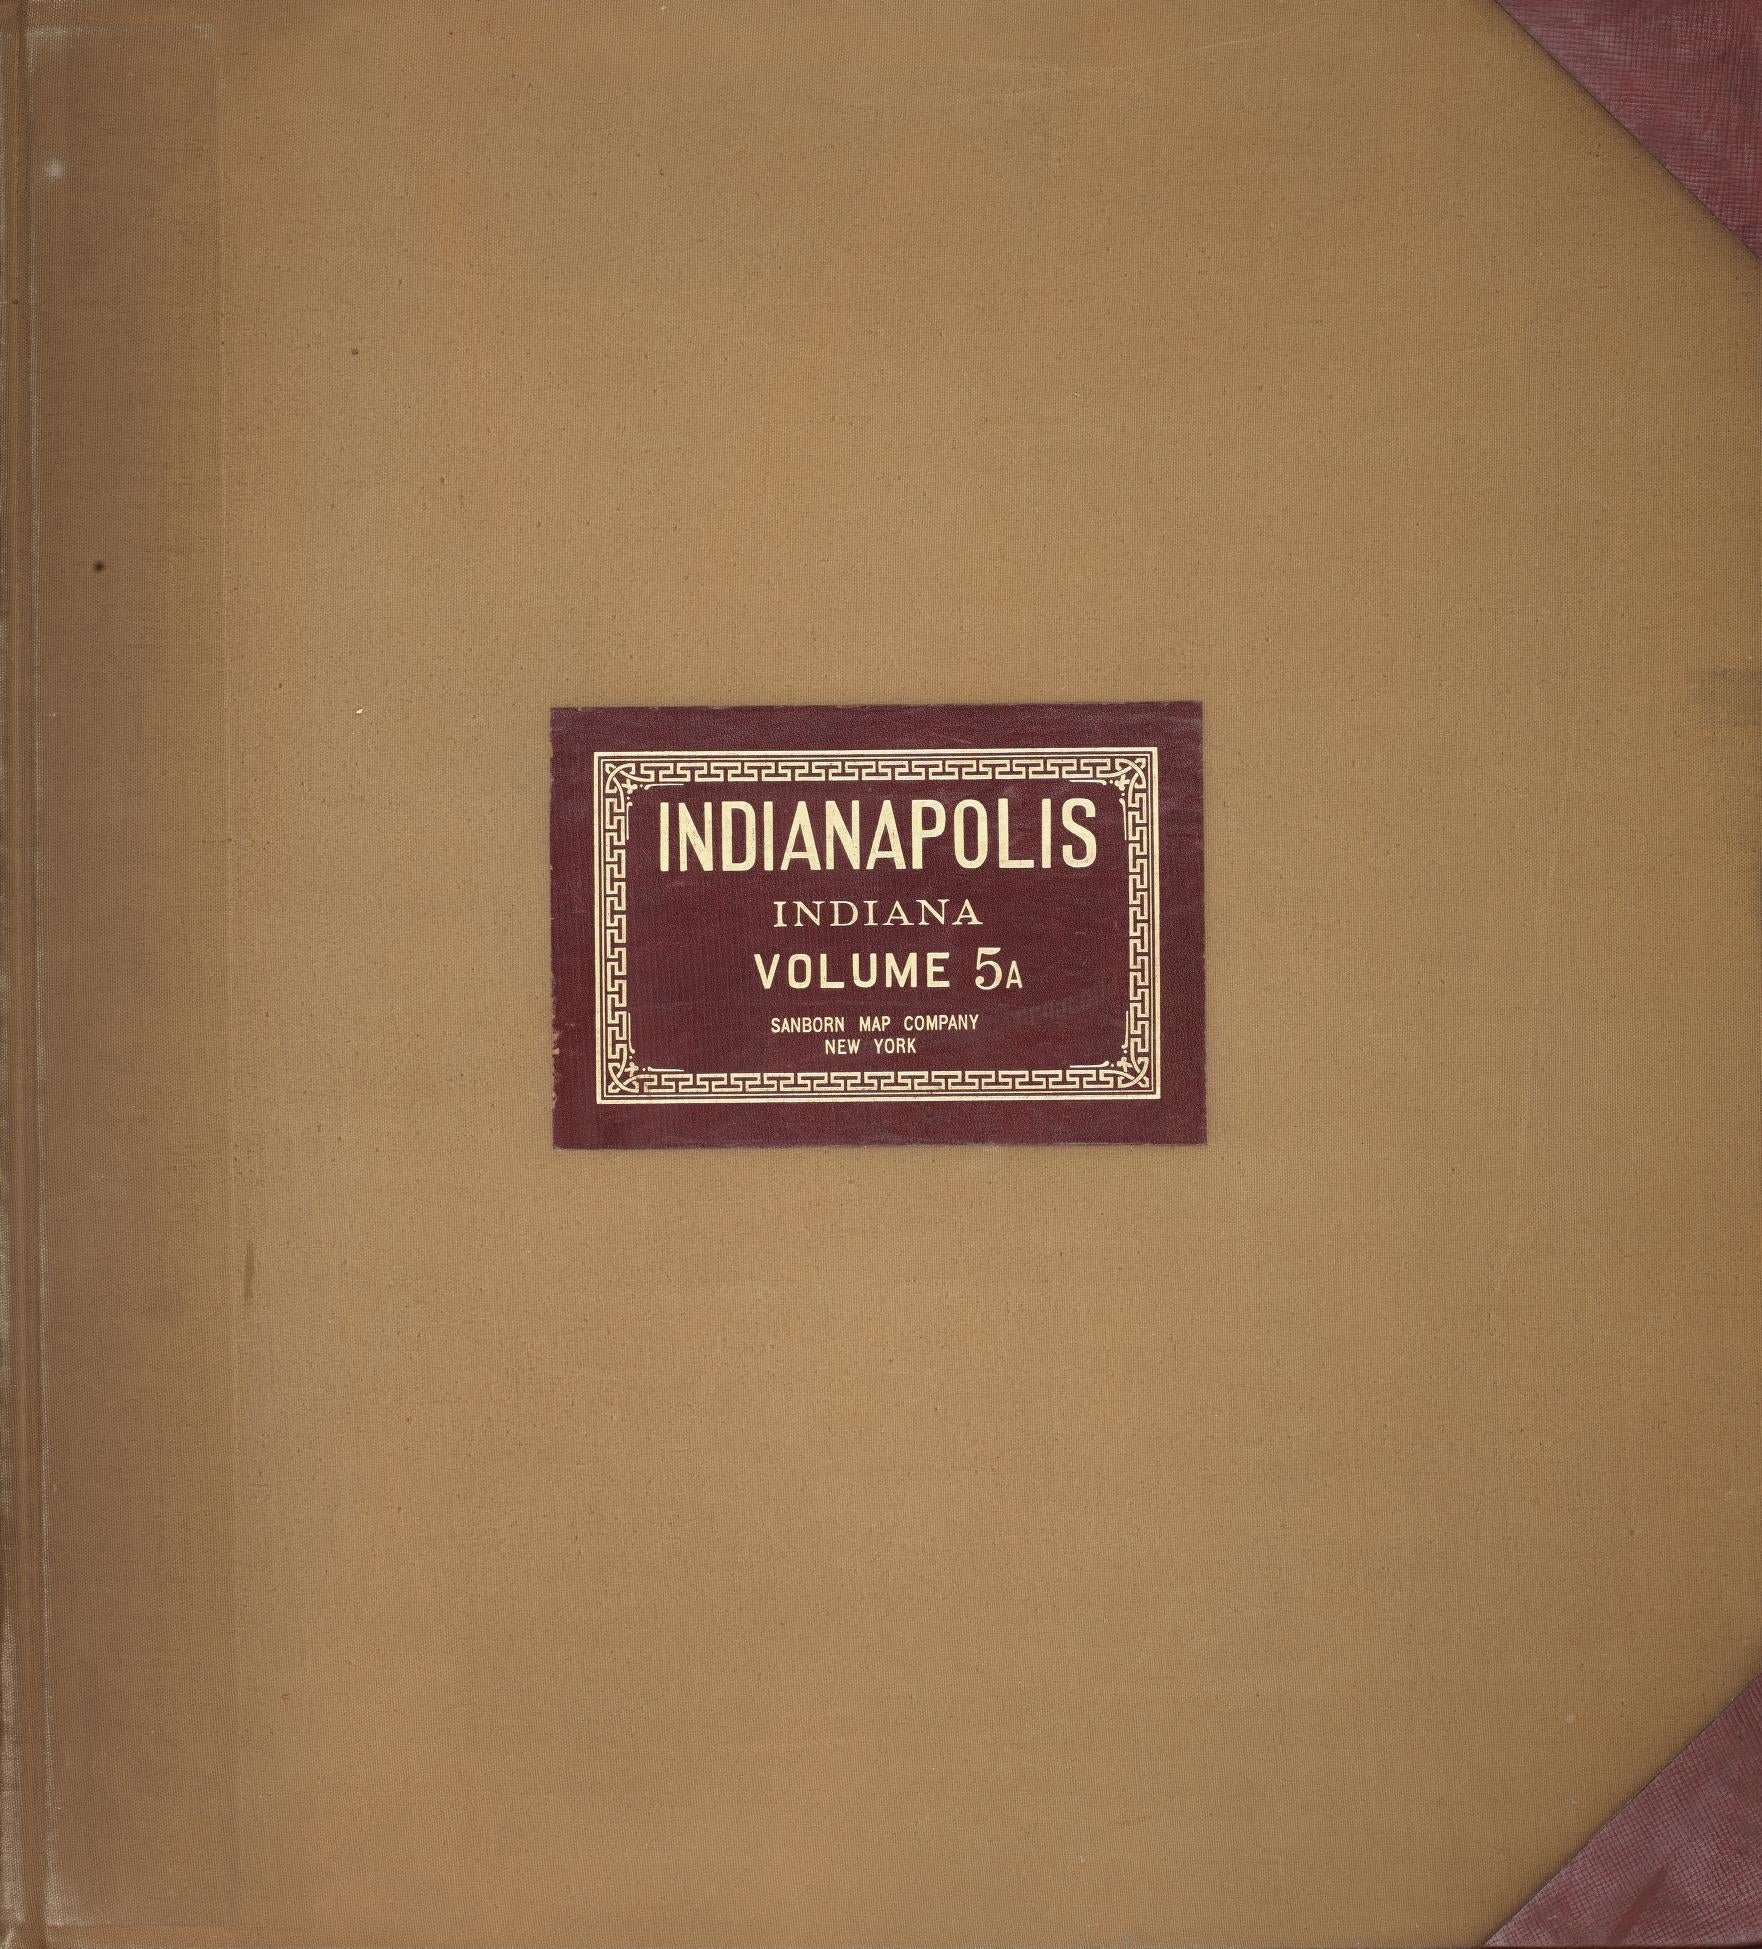 INDIANAPOLIS
INDIANA
VOLUME 5A
SANBORN MAP COMPANY
NEW YORK